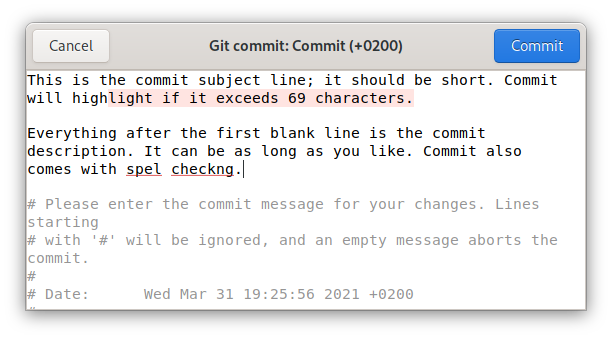 Cancel
Git commit: Commit (+0200)
Commit
This is the commit subject line; it should be short. Commit
will highlight if it exceeds 69 characters.
Everything after the first blank line is the commit
description. It can be as long as you like. Commit also
comes with spel checkng.
# Please enter the commit message for your changes. Lines
starting
# with '#' will be ignored, and an empty message aborts the
commit.
#
# Date:      Wed Mar 31 19:25:56 2021 +0200